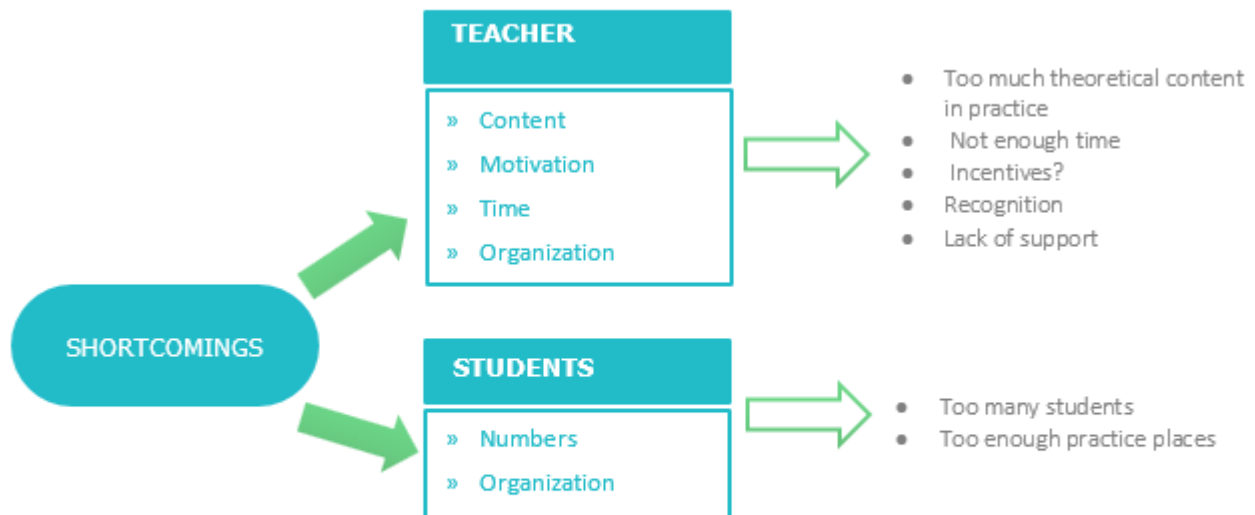 TEACHER
» Content
» Motivation
» Time
» Organization
● Too much theoretical content
in practice
● Not enough time
● Incentives?
● Recognition
● Lack of support
SHORTCOMINGS
STUDENTS
» Numbers
» Organization
● Too many students
● Too enough practice places